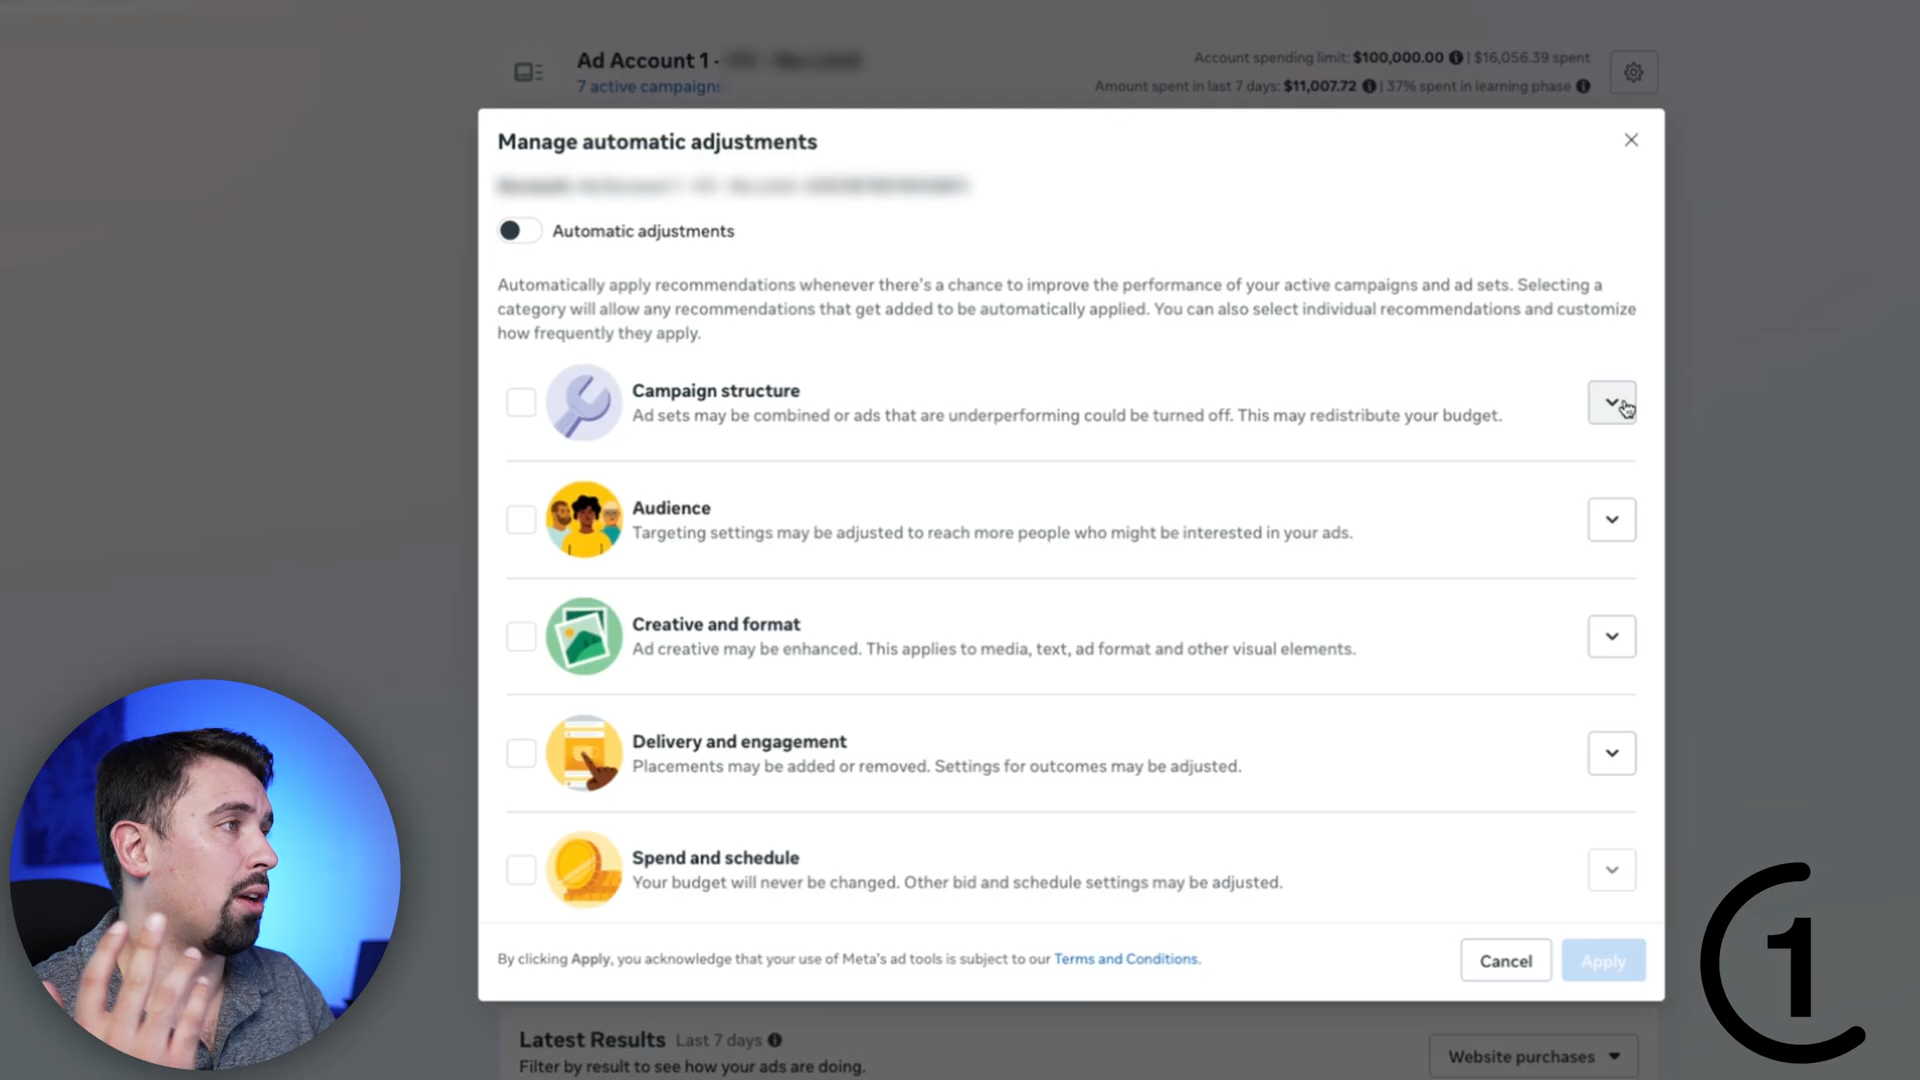 Ad Account 1 -
7 active campaigns
Account spending limit: $100,000.00 | $16,056.39 spent
Amount spent in last 7 days: $11,007.72 | 37% spent in learning phase
Manage automatic adjustments
Automatic adjustments
Automatically apply recommendations whenever there's a chance to improve the performance of your active campaigns and ad sets. Selecting a
category will allow any recommendations that get added to be automatically applied. You can also select individual recommendations and customize
how frequently they apply.
Campaign structure
Ad sets may be combined or ads that are underperforming could be turned off. This may redistribute your budget.
Audience
Targeting settings may be adjusted to reach more people who might be interested in your ads.
Creative and format
Ad creative may be enhanced. This applies to media, text, ad format and other visual elements.
Delivery and engagement
Placements may be added or removed. Settings for outcomes may be adjusted.
Spend and schedule
Your budget will never be changed. Other bid and schedule settings may be adjusted.
By clicking Apply, you acknowledge that your use of Meta's ad tools is subject to our Terms and Conditions.
Cancel
Apply
Latest Results Last 7 days
Filter by result to see how your ads are doing.
Website purchases
1